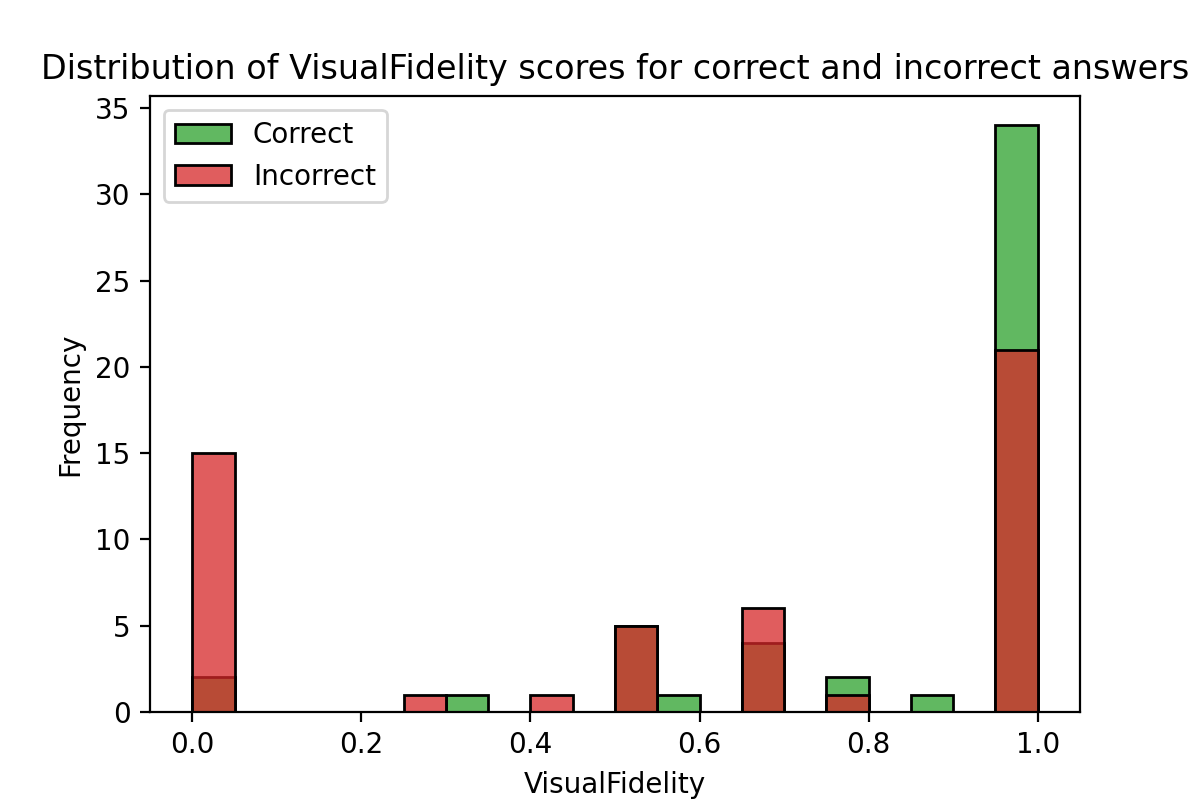 Distribution of VisualFidelity scores for correct and incorrect answers
35
30
25
20
15
10
5
0
Frequency
Correct
Incorrect
0.0 0.2 0.4 0.6 0.8 1.0
VisualFidelity